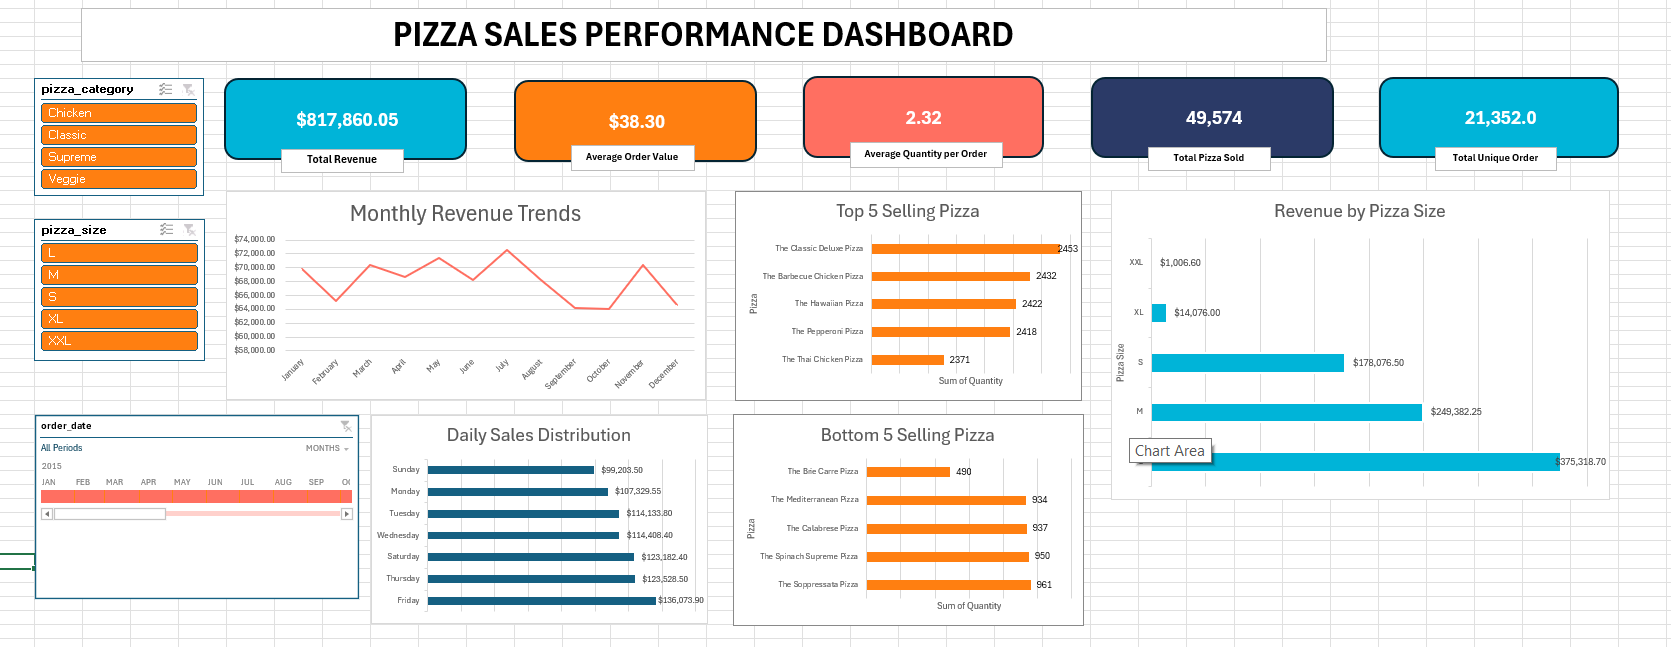 PIZZA SALES PERFORMANCE DASHBOARD
pizza_category
Chicken
Classic
Supreme
Veggie
$817,860.05
Total Revenue
$38.30
Average Order Value
2.32
Average Quantity per Order
49,574
Total Pizza Sold
21,352.0
Total Unique Order
pizza_size
L
M
S
XL
XXL
Monthly Revenue Trends
$74,000.00
$72,000.00
$70,000.00
$68,000.00
$66,000.00
$64,000.00
$62,000.00
$60,000.00
$58,000.00
January
February
March
April
May
June
July
August
September
October
November
December
Top 5 Selling Pizza
Pizza
The Classic Deluxe Pizza 2453
The Barbecue Chicken Pizza 2432
The Hawaiian Pizza 2422
The Pepperoni Pizza 2418
The Thai Chicken Pizza 2371
Sum of Quantity
Revenue by Pizza Size
Pizza Size
XXL $1,006.60
XL $14,076.00
S $178,076.50
M $249,382.25
$375,318.70
Chart Area
order_date
All Periods MONTHS
2015
JAN FEB MAR APR MAY JUN JUL AUG SEP
Daily Sales Distribution
Sunday $99,203.50
Monday $107,329.55
Tuesday $114,133.80
Wednesday $114,408.40
Saturday $123,182.40
Thursday $123,528.50
Friday $136,073.90
Bottom 5 Selling Pizza
Pizza
The Brie Carre Pizza 490
The Mediterranean Pizza 934
The Calabrese Pizza 937
The Spinach Supreme Pizza 950
The Soppressata Pizza 961
Sum of Quantity